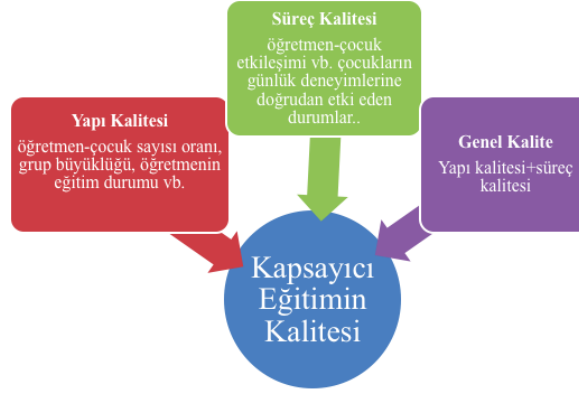 Süreç Kalitesi
öğretmen-çocuk
etkileşimi vb. çocukların
günlük deneyimlerine
doğrudan etki eden
durumlar..
Yapı Kalitesi
öğretmen-çocuk sayısı oranı,
grup büyüklüğü, öğretmenin
eğitim durumu vb.
Genel Kalite
Yapı kalitesi+süreç
kalitesi
Kapsayıcı
Eğitimin
Kalitesi